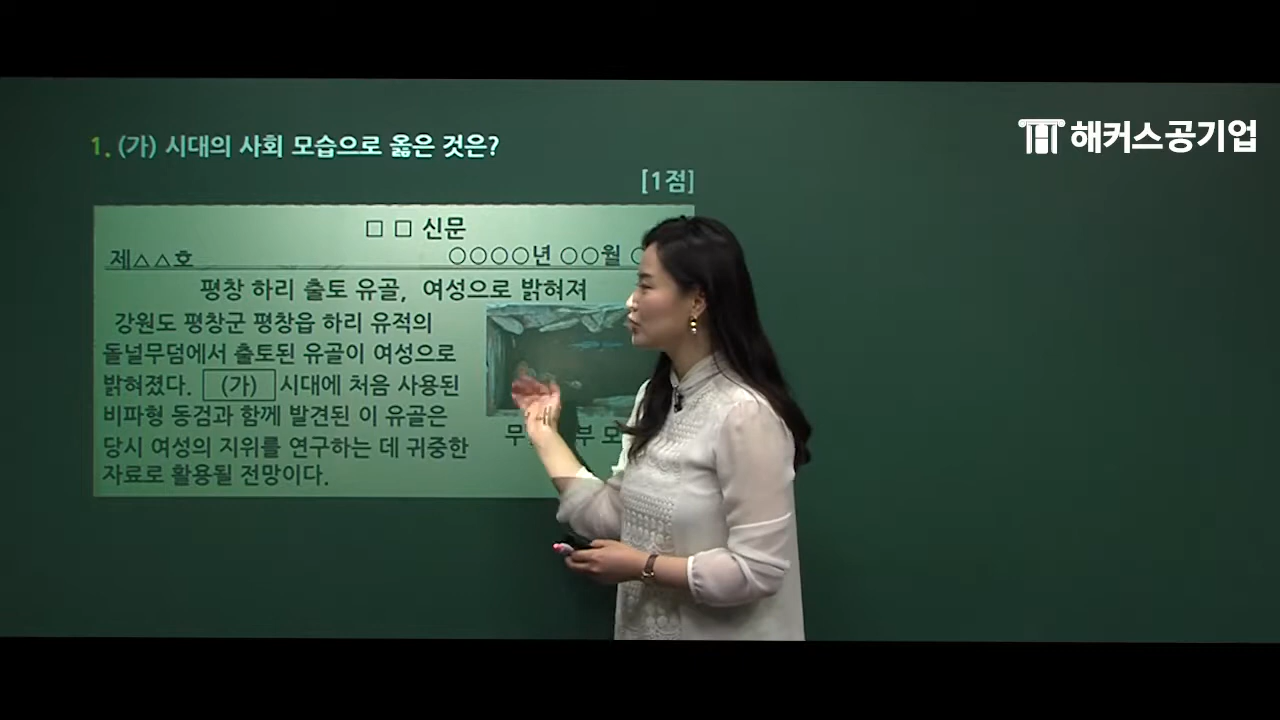 해커스공기업
1. (가) 시대의 사회 모습으로 옳은 것은?
[1점]
□ □ 신문
제△△호 ○○○○년 ○○월
평창 하리 출토 유골, 여성으로 밝혀져
강원도 평창군 평창읍 하리 유적의
돌널무덤에서 출토된 유골이 여성으로
밝혀졌다. (가) 시대에 처음 사용된
비파형 동검과 함께 발견된 이 유골은
당시 여성의 지위를 연구하는 데 귀중한
자료로 활용될 전망이다.